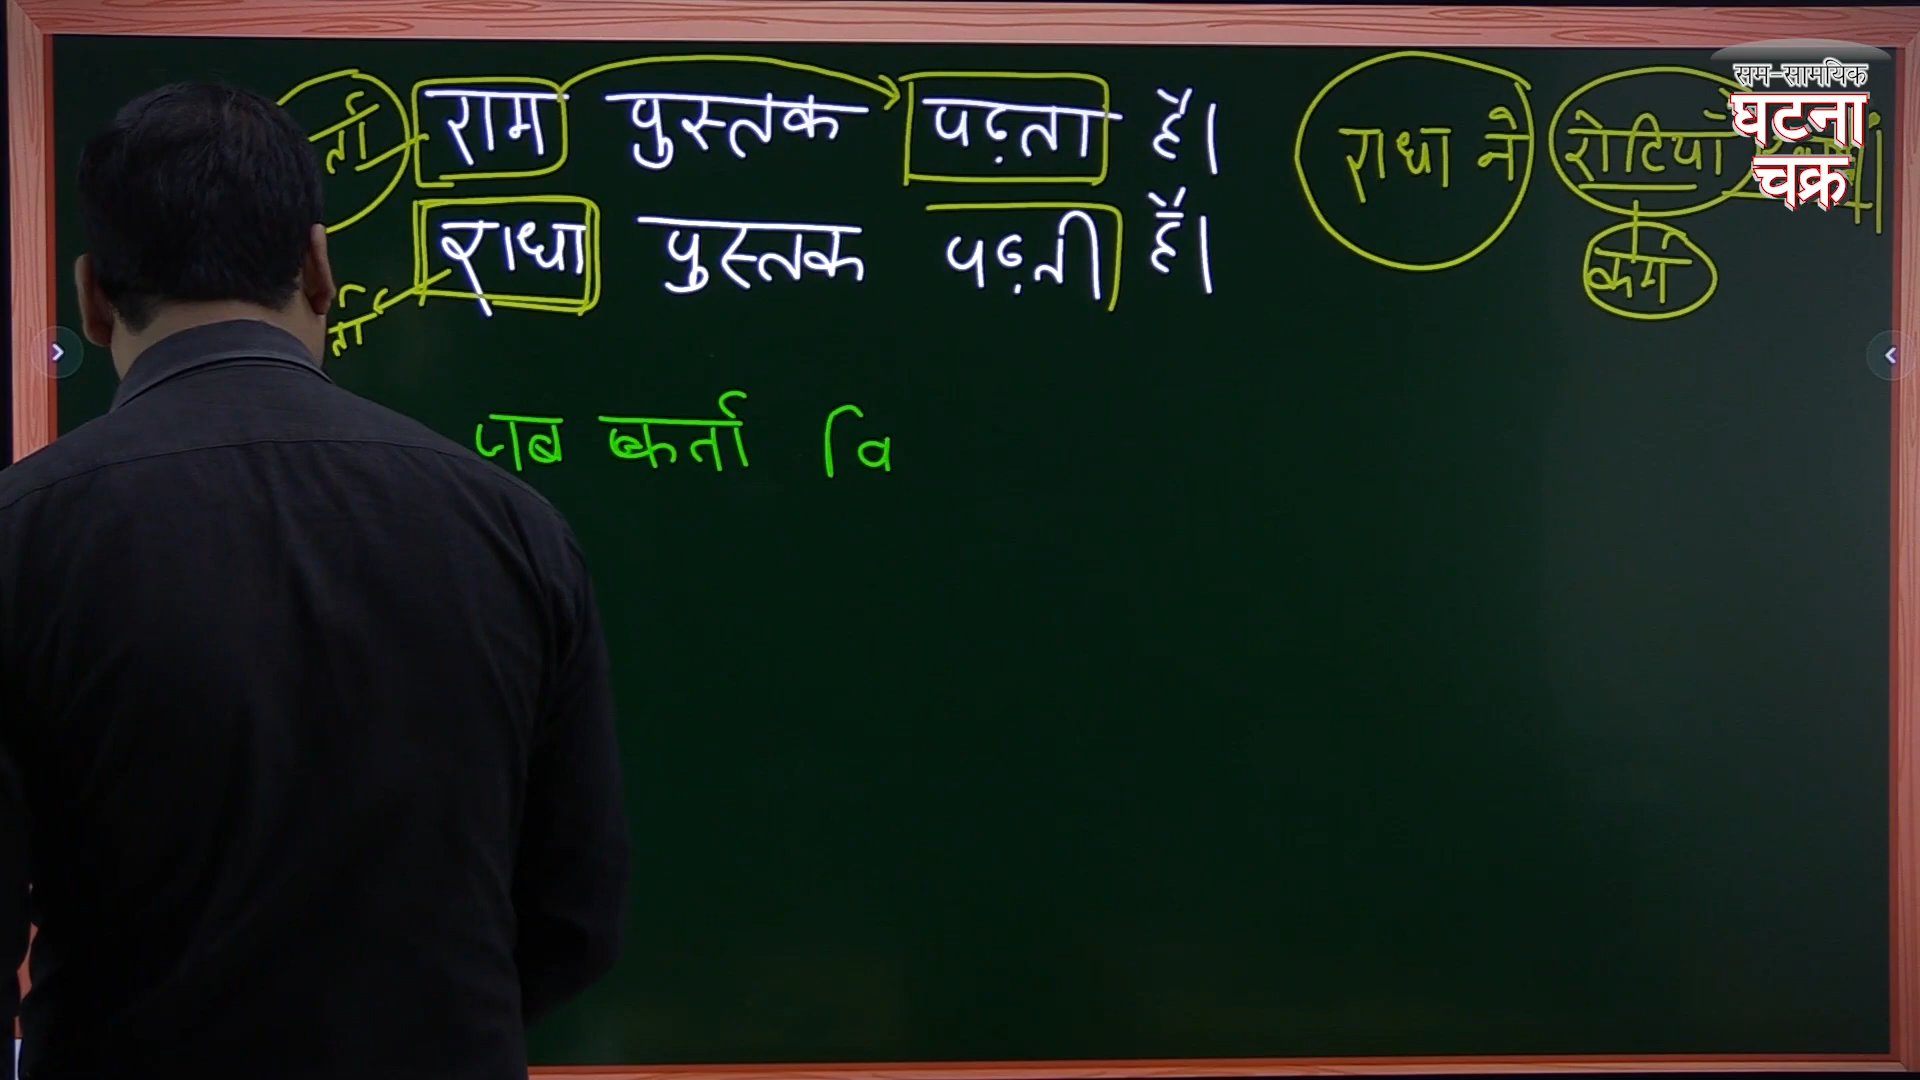 राम पुस्तक पढ़ता है।
राधा पुस्तक पढ़ती है।
राधा ने रोटियाँ
कर्म
जब कर्ता वि
सम-सामयिक
घटना
चक्र